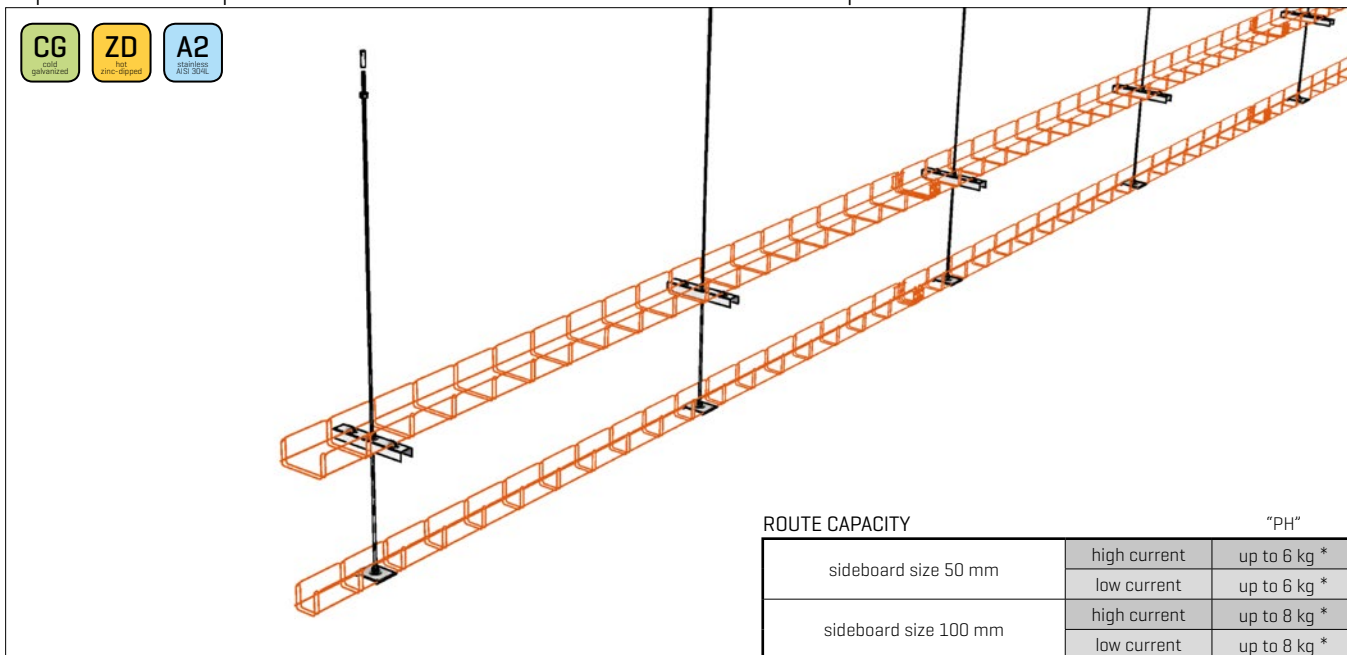 CG
cold
galvanized
ZD
hot
zinc-dipped
A2
stainless
AISI 304L
ROUTE CAPACITY "PH"
sideboard size 50 mm
high current up to 6 kg *
low current up to 6 kg *
sideboard size 100 mm
high current up to 8 kg *
low current up to 8 kg *